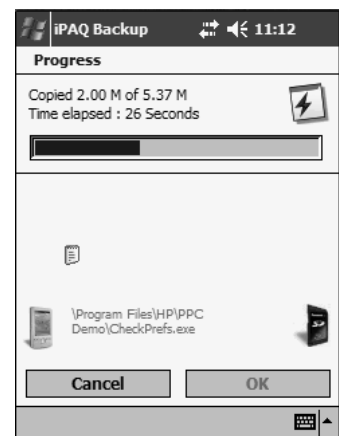 iPAQ Backup 11:12
Progress
Copied 2.00 M of 5.37 M
Time elapsed : 26 Seconds
\Program Files\HP\PPC
Demo\CheckPrefs.exe
Cancel OK